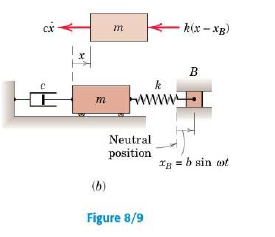 cẋ
m
k(x − x_B)
x
B
c
k
m
Neutral
position
x_B = b sin ωt
(b)
Figure 8/9